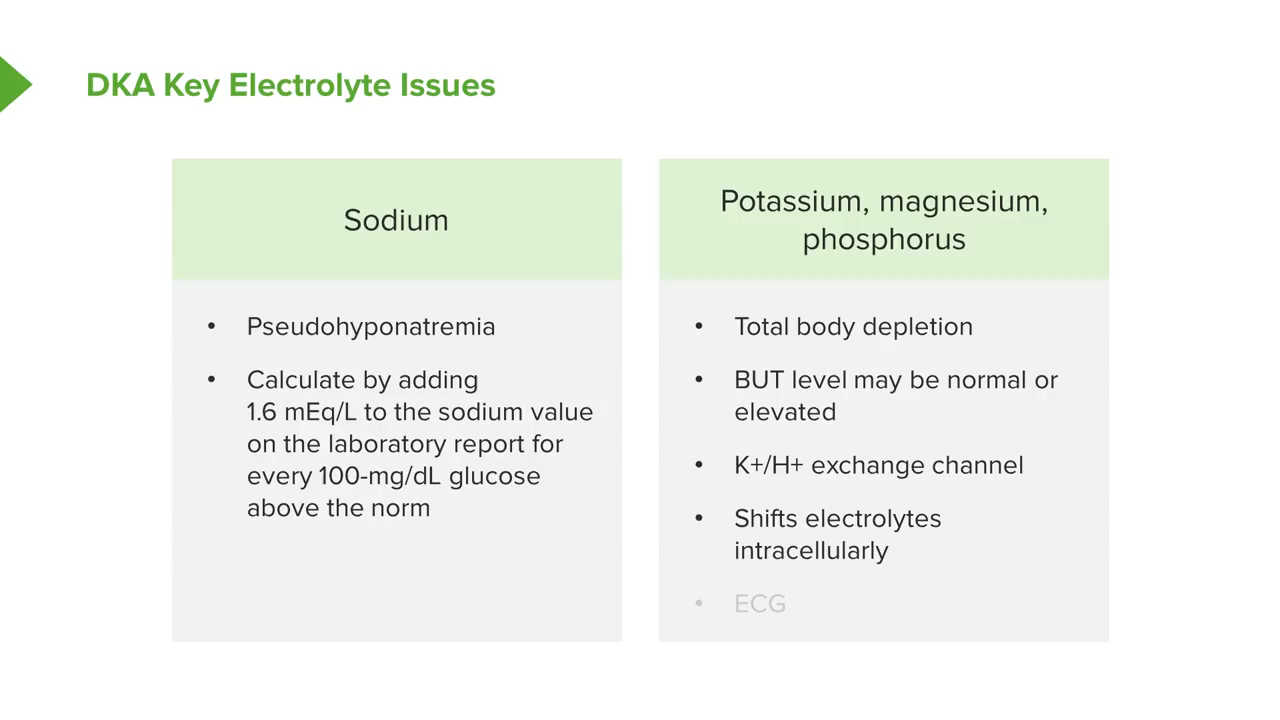 DKA Key Electrolyte Issues
Sodium
• Pseudohyponatremia
• Calculate by adding
1.6 mEq/L to the sodium value
on the laboratory report for
every 100-mg/dL glucose
above the norm
Potassium, magnesium,
phosphorus
• Total body depletion
• BUT level may be normal or
elevated
• K+/H+ exchange channel
• Shifts electrolytes
intracellularly
• ECG